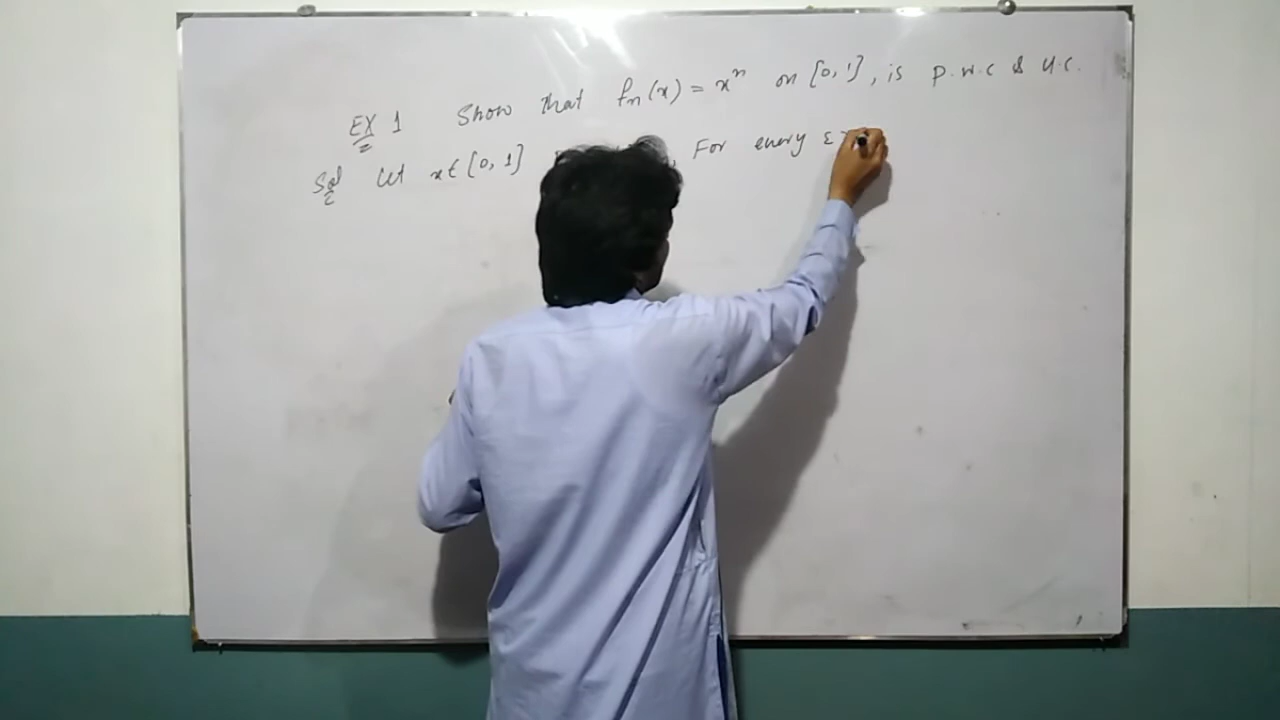 EX 1 Show that fn(x) = xⁿ on [0, 1], is P.W.C & U.C.
Sol Let x∈[0, 1] , For every ε>